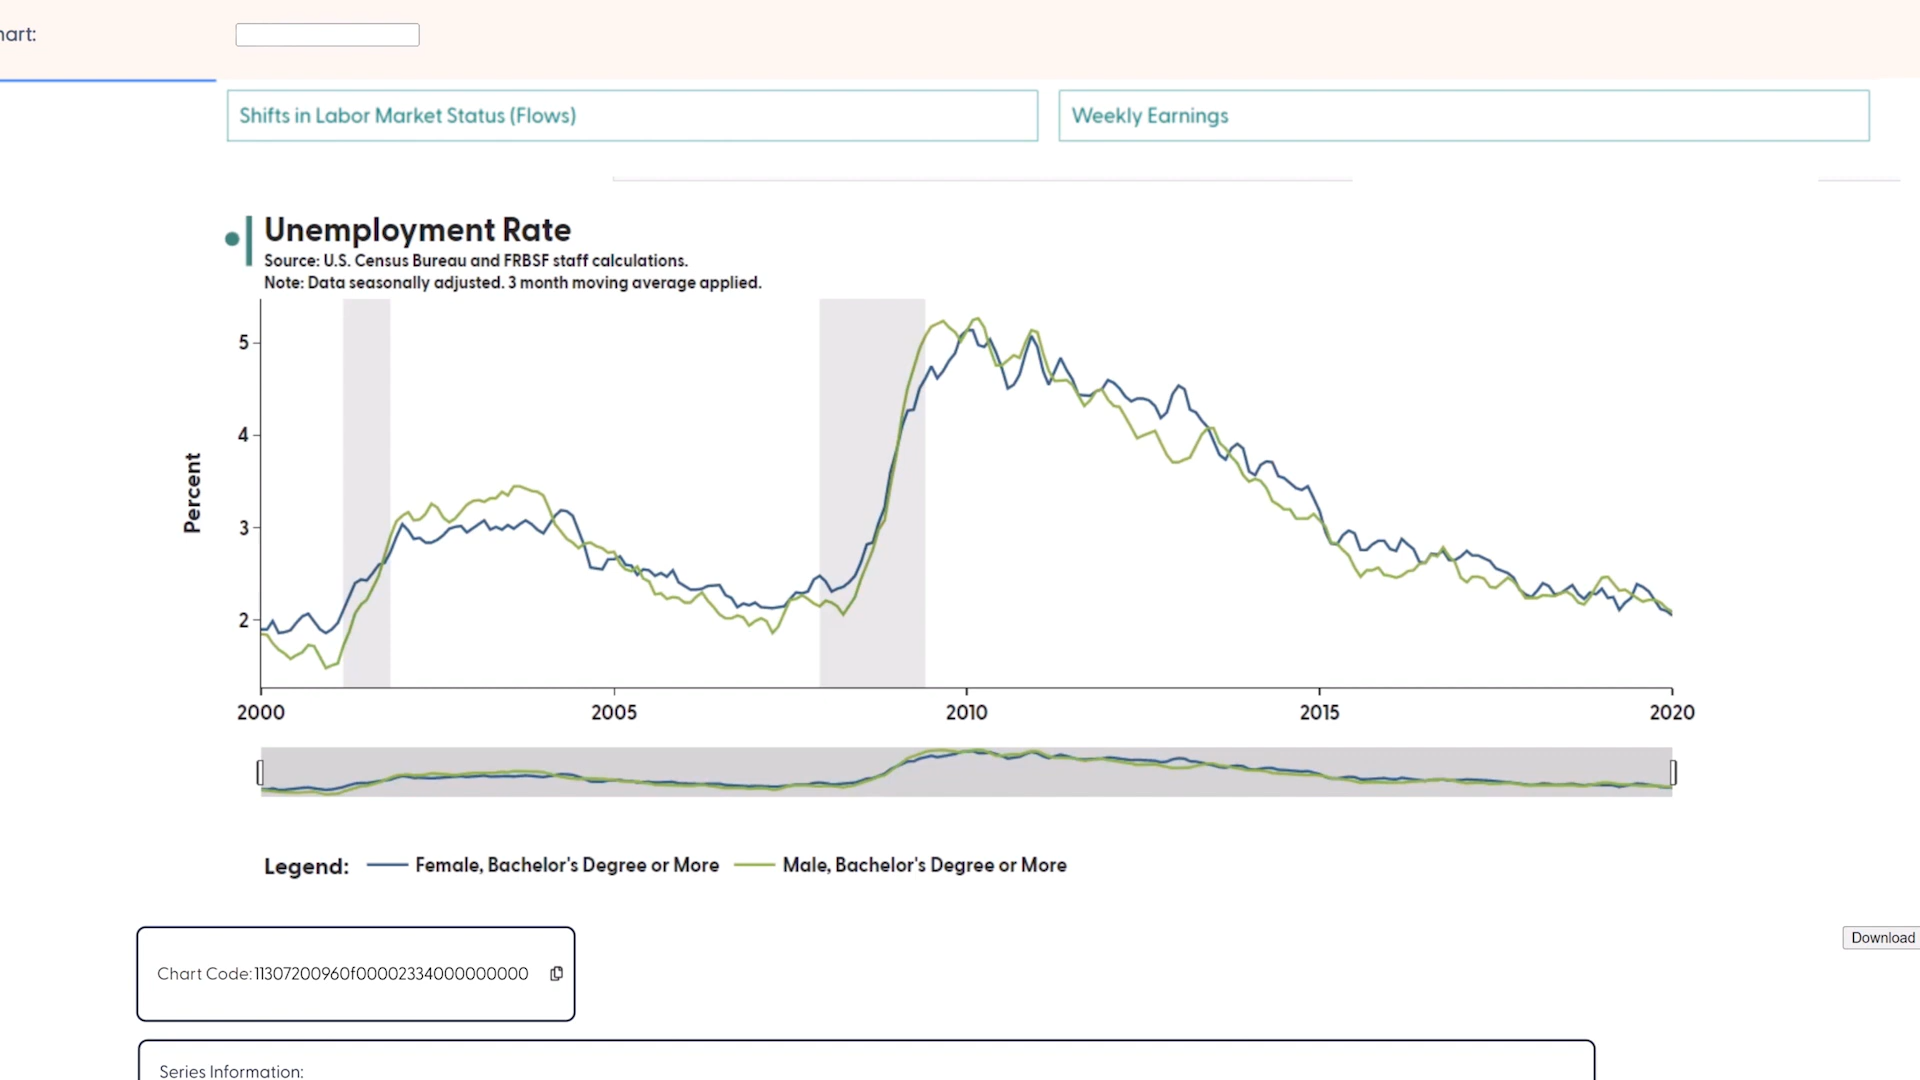 hart:
Shifts in Labor Market Status (Flows)
Weekly Earnings
Unemployment Rate
Source: U.S. Census Bureau and FRBSF staff calculations.
Note: Data seasonally adjusted. 3 month moving average applied.
Percent
5
4
3
2
2000 2005 2010 2015 2020
Legend: Female, Bachelor's Degree or More Male, Bachelor's Degree or More
Download
Chart Code: 11307200960f00002334000000000
Series Information: